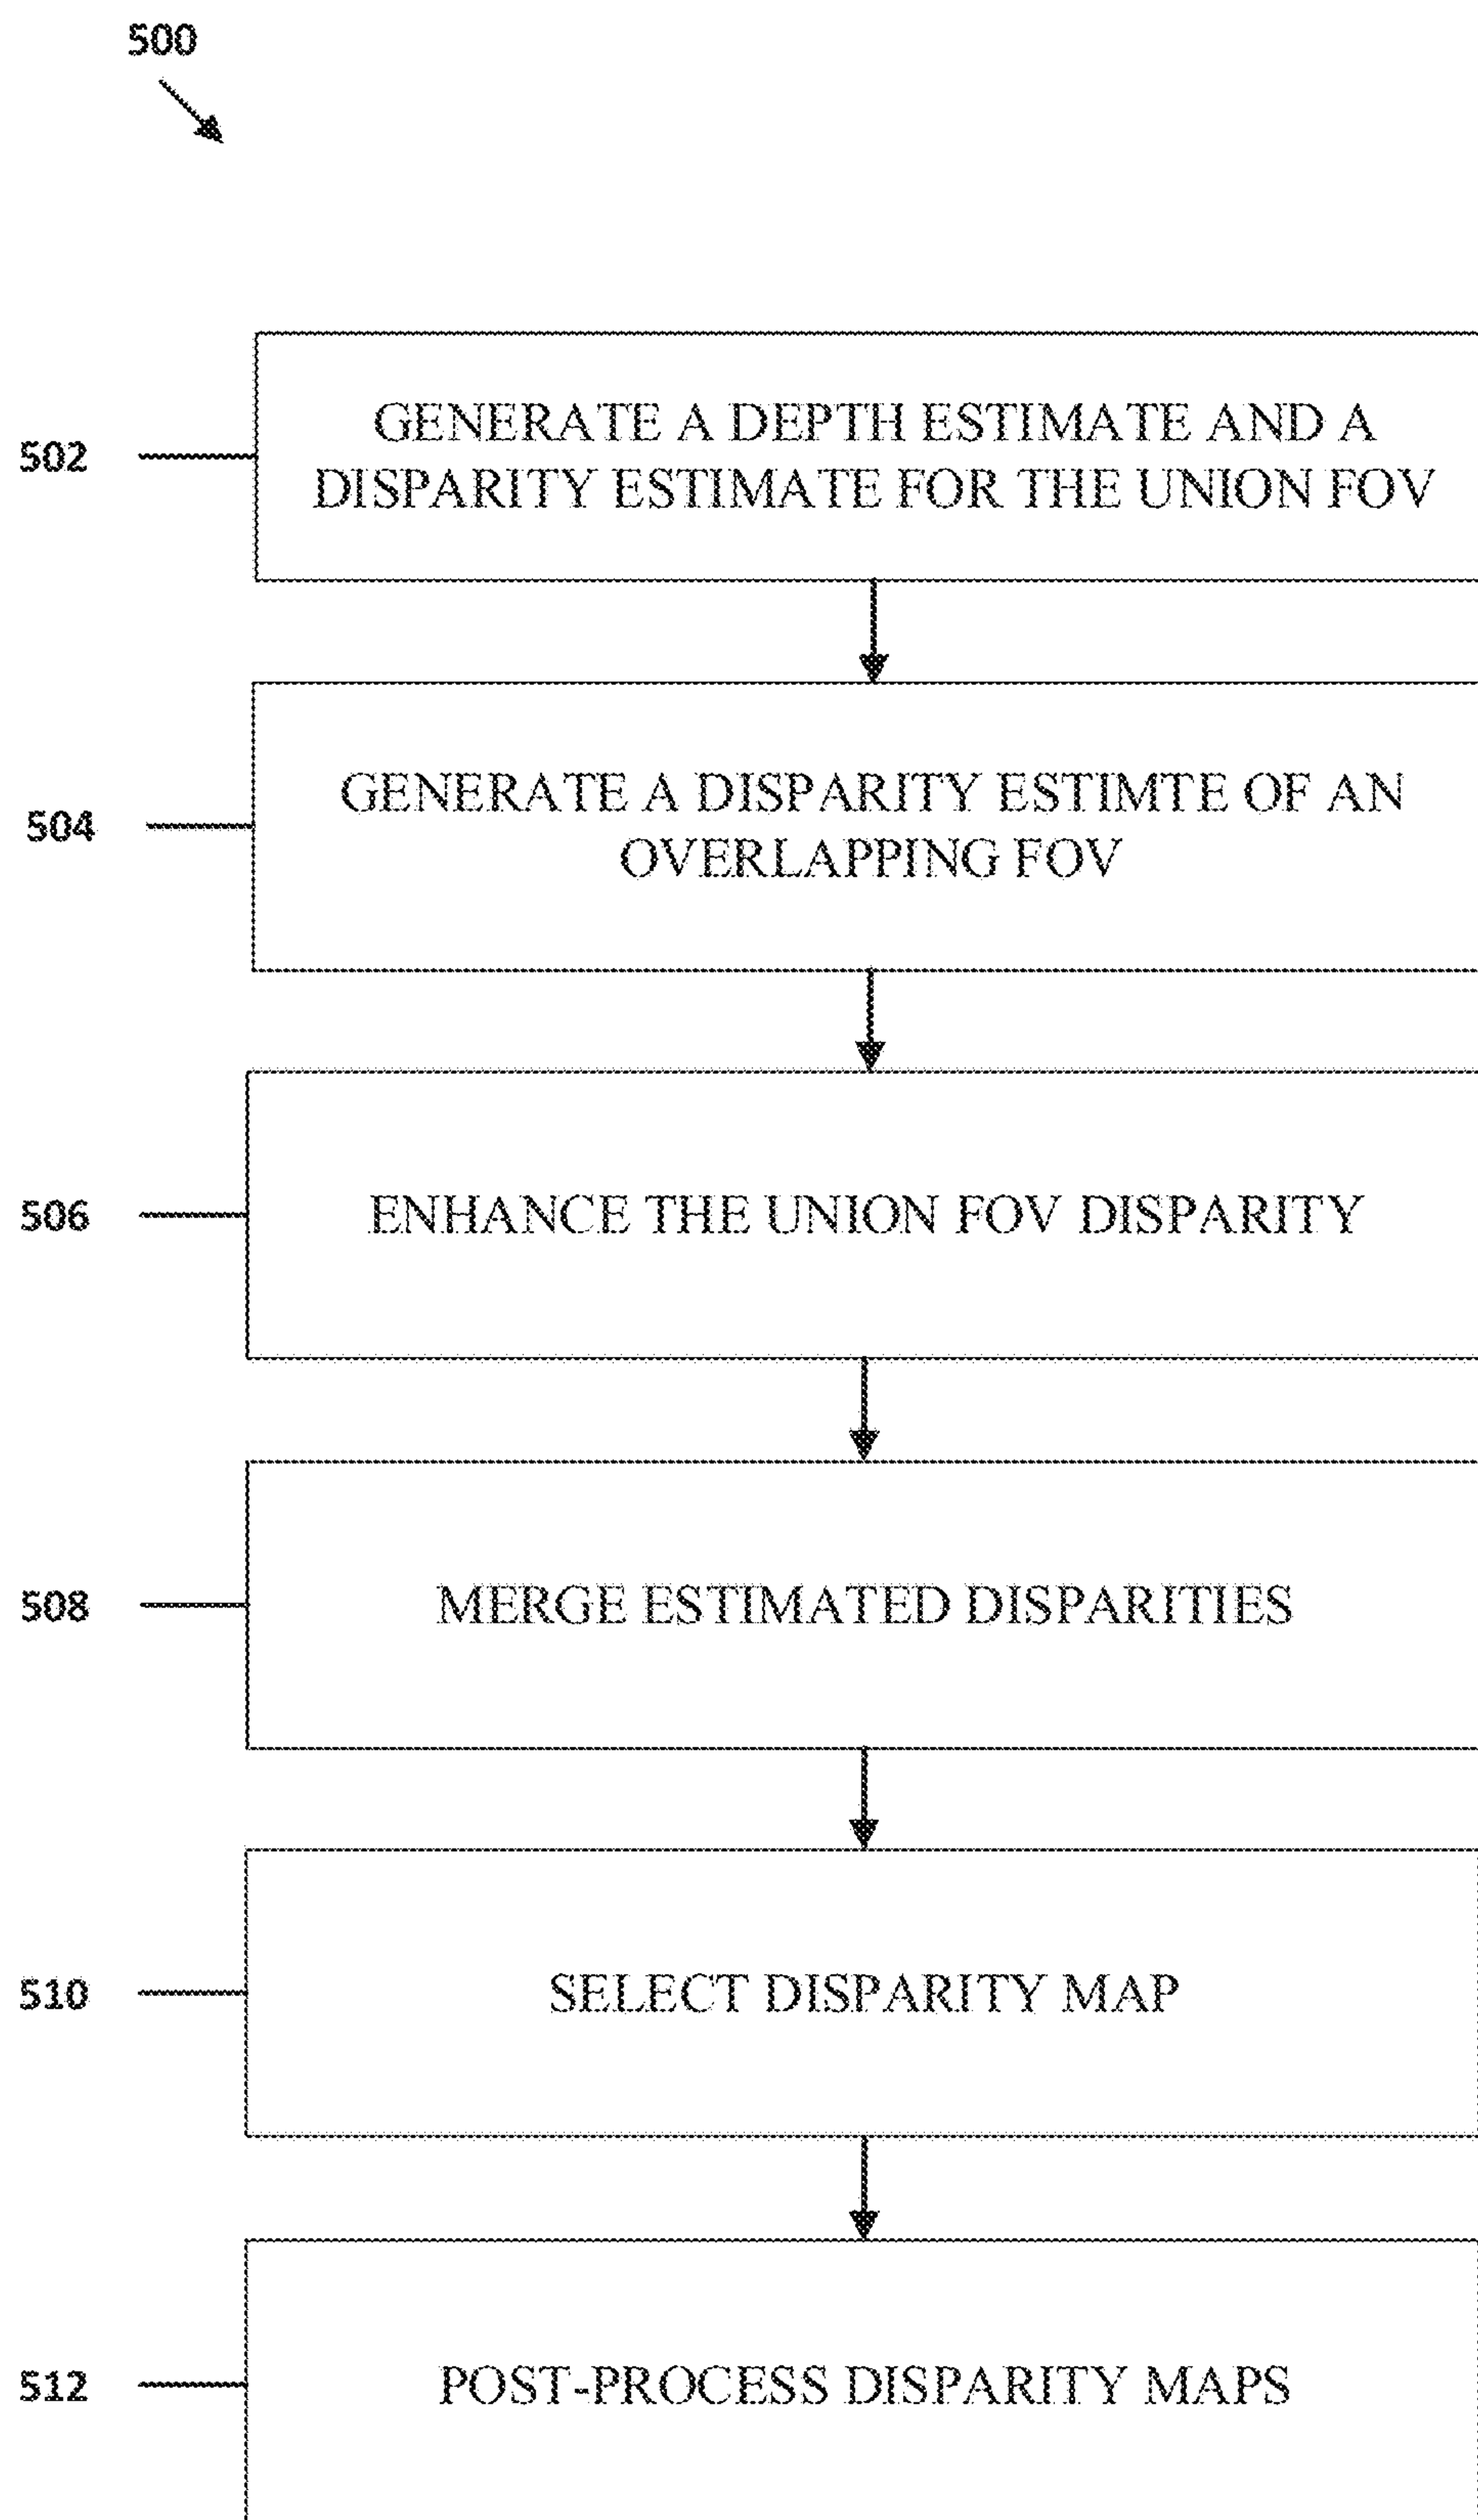 500
502
GENERATE A DEPTH ESTIMATE AND A
DISPARITY ESTIMATE FOR THE UNION FOV
504
GENERATE A DISPARITY ESTIMTE OF AN
OVERLAPPING FOV
506
ENHANCE THE UNION FOV DISPARITY
508
MERGE ESTIMATED DISPARITIES
510
SELECT DISPARITY MAP
512
POST-PROCESS DISPARITY MAPS